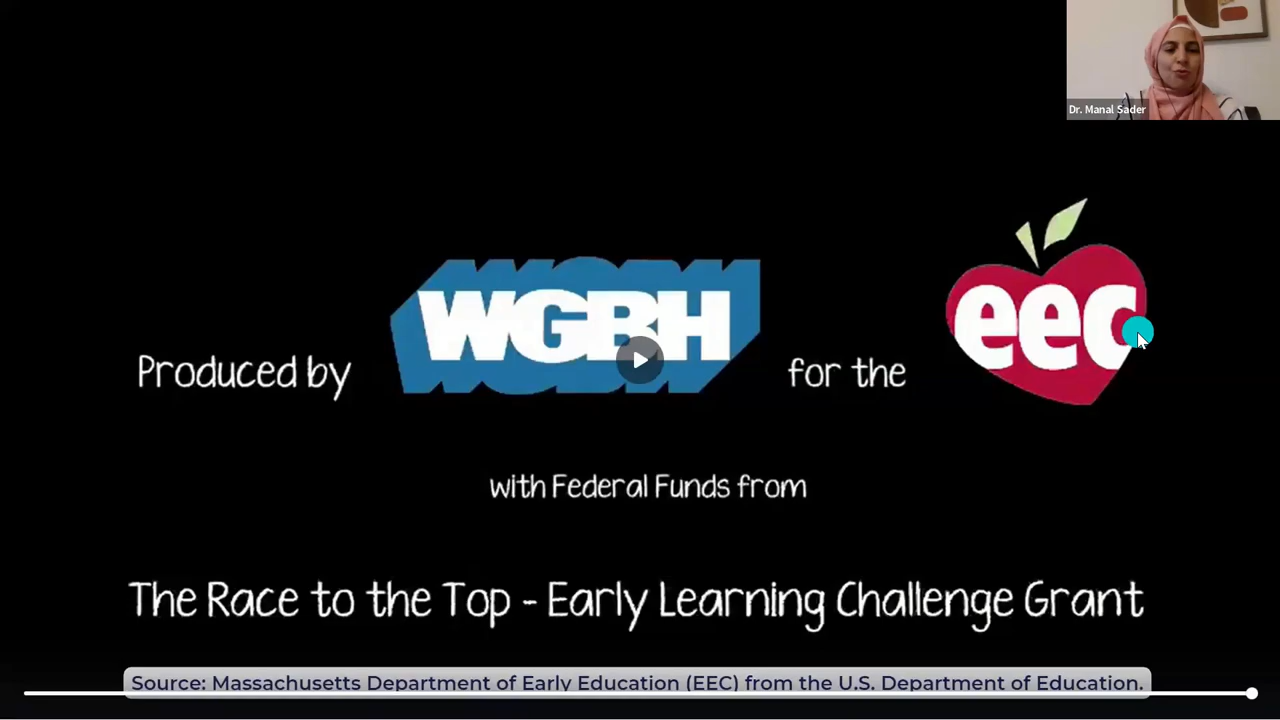 Dr. Manal Sader
Produced by WGBH for the eec
with Federal Funds from
The Race to the Top - Early Learning Challenge Grant
Source: Massachusetts Department of Early Education (EEC) from the U.S. Department of Education.